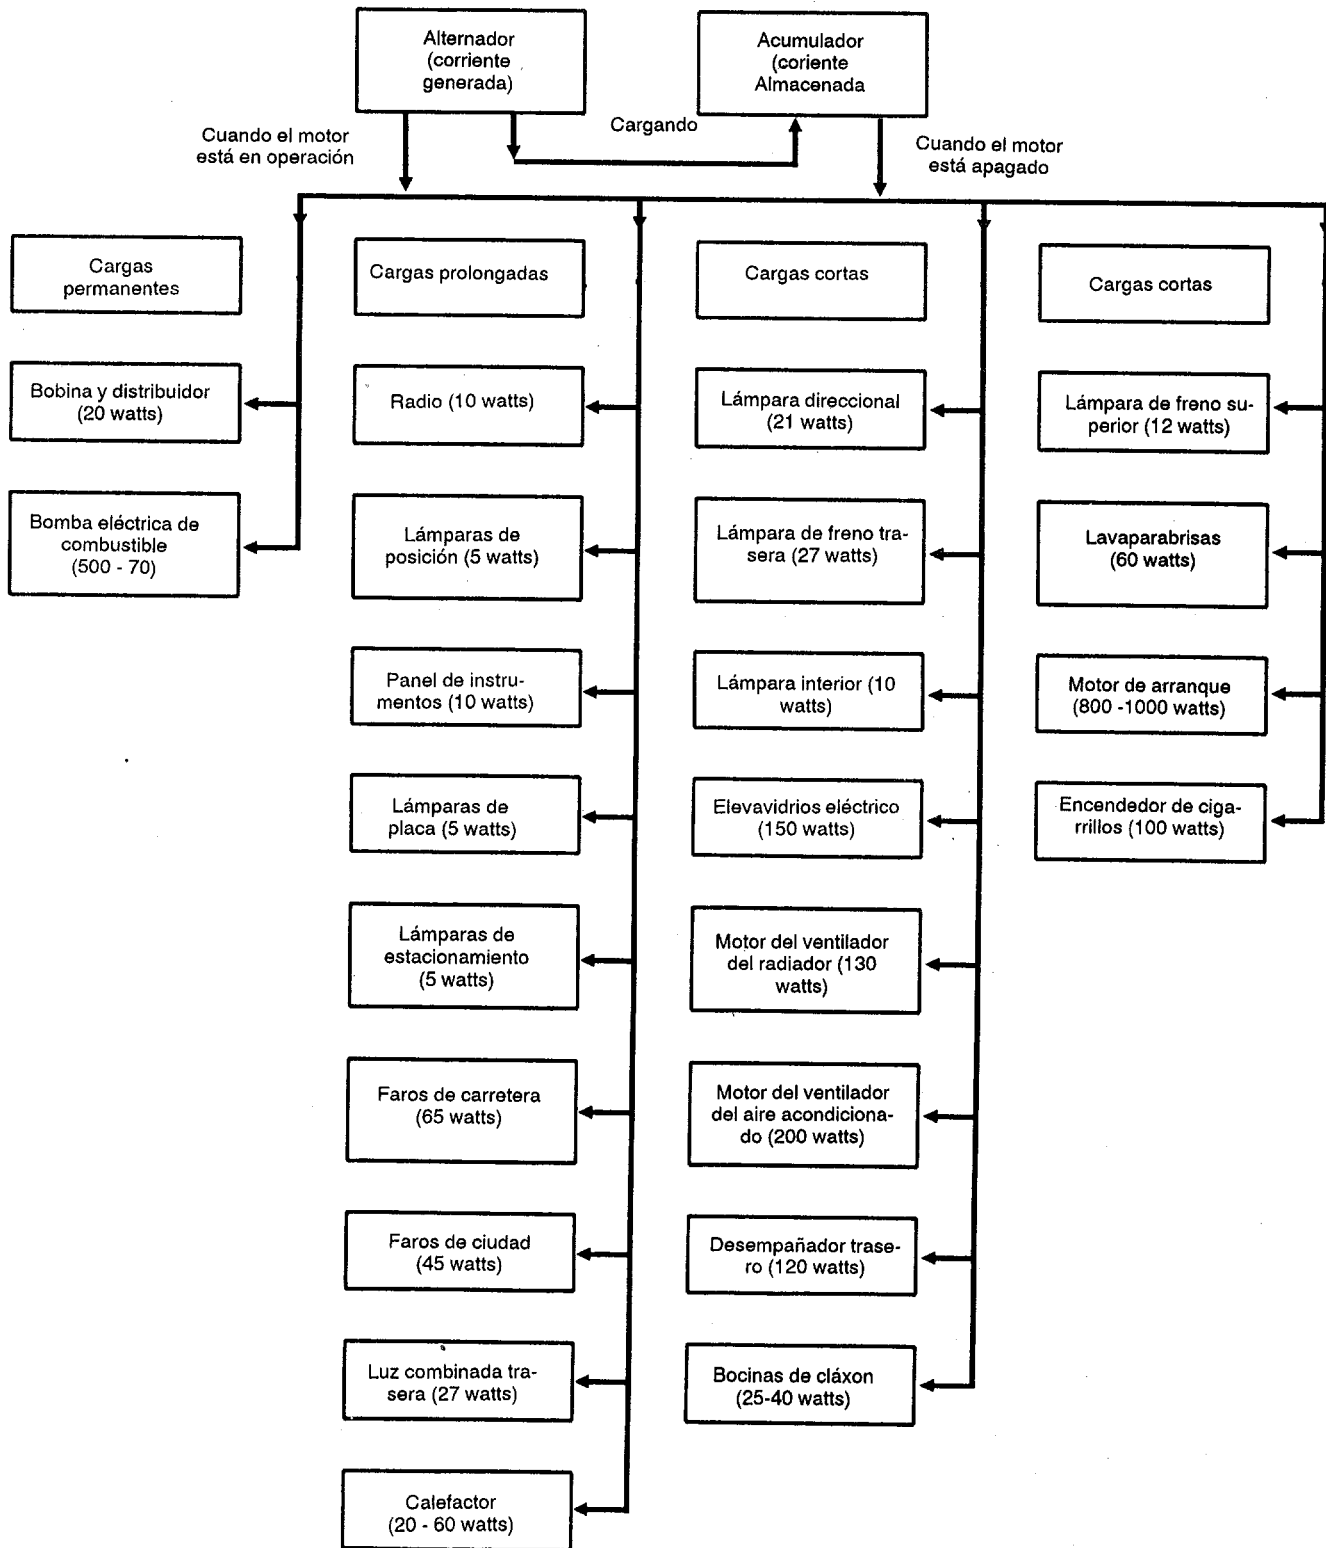 Alternador
(corriente
generada)
Acumulador
(coriente
Almacenada
Cuando el motor
está en operación
Cargando
Cuando el motor
está apagado
Cargas
permanentes
Bobina y distribuidor
(20 watts)
Bomba eléctrica de
combustible
(500 - 70)
Cargas prolongadas
Radio (10 watts)
Lámparas de
posición (5 watts)
Panel de instru-
mentos (10 watts)
Lámparas de
placa (5 watts)
Lámparas de
estacionamiento
(5 watts)
Faros de carretera
(65 watts)
Faros de ciudad
(45 watts)
Luz combinada tra-
sera (27 watts)
Calefactor
(20 - 60 watts)
Cargas cortas
Lámpara direccional
(21 watts)
Lámpara de freno tra-
sera (27 watts)
Lámpara interior (10
watts)
Elevavidrios eléctrico
(150 watts)
Motor del ventilador
del radiador (130
watts)
Motor del ventilador
del aire acondiciona-
do (200 watts)
Desempañador trase-
ro (120 watts)
Bocinas de cláxon
(25-40 watts)
Cargas cortas
Lámpara de freno su-
perior (12 watts)
Lavaparabrisas
(60 watts)
Motor de arranque
(800 -1000 watts)
Encendedor de ciga-
rrillos (100 watts)